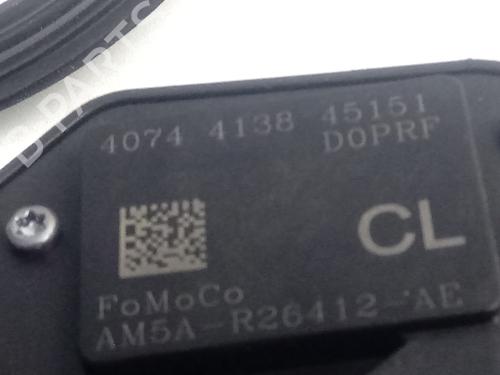 4074 4138 45151
D0PRF
CL
FoMoCo
AM5A-R26412-AE